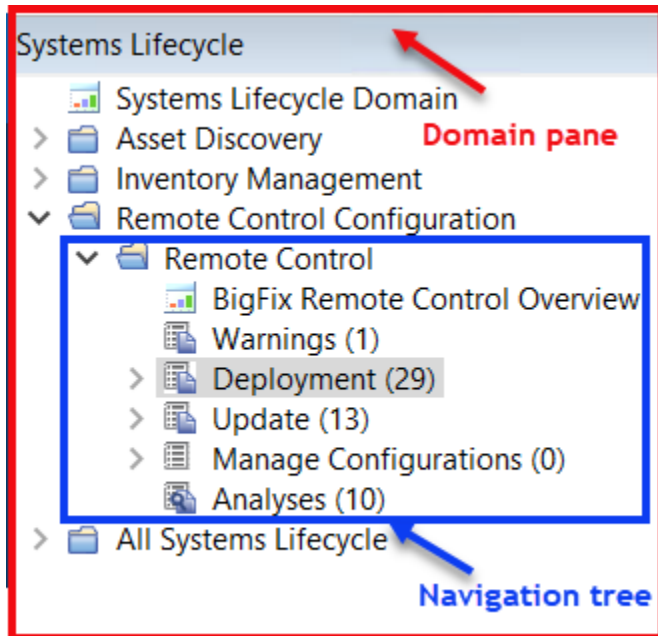 Systems Lifecycle
Systems Lifecycle Domain
Asset Discovery
Domain pane
Inventory Management
Remote Control Configuration
Remote Control
BigFix Remote Control Overview
Warnings (1)
Deployment (29)
Update (13)
Manage Configurations (0)
Analyses (10)
All Systems Lifecycle
Navigation tree